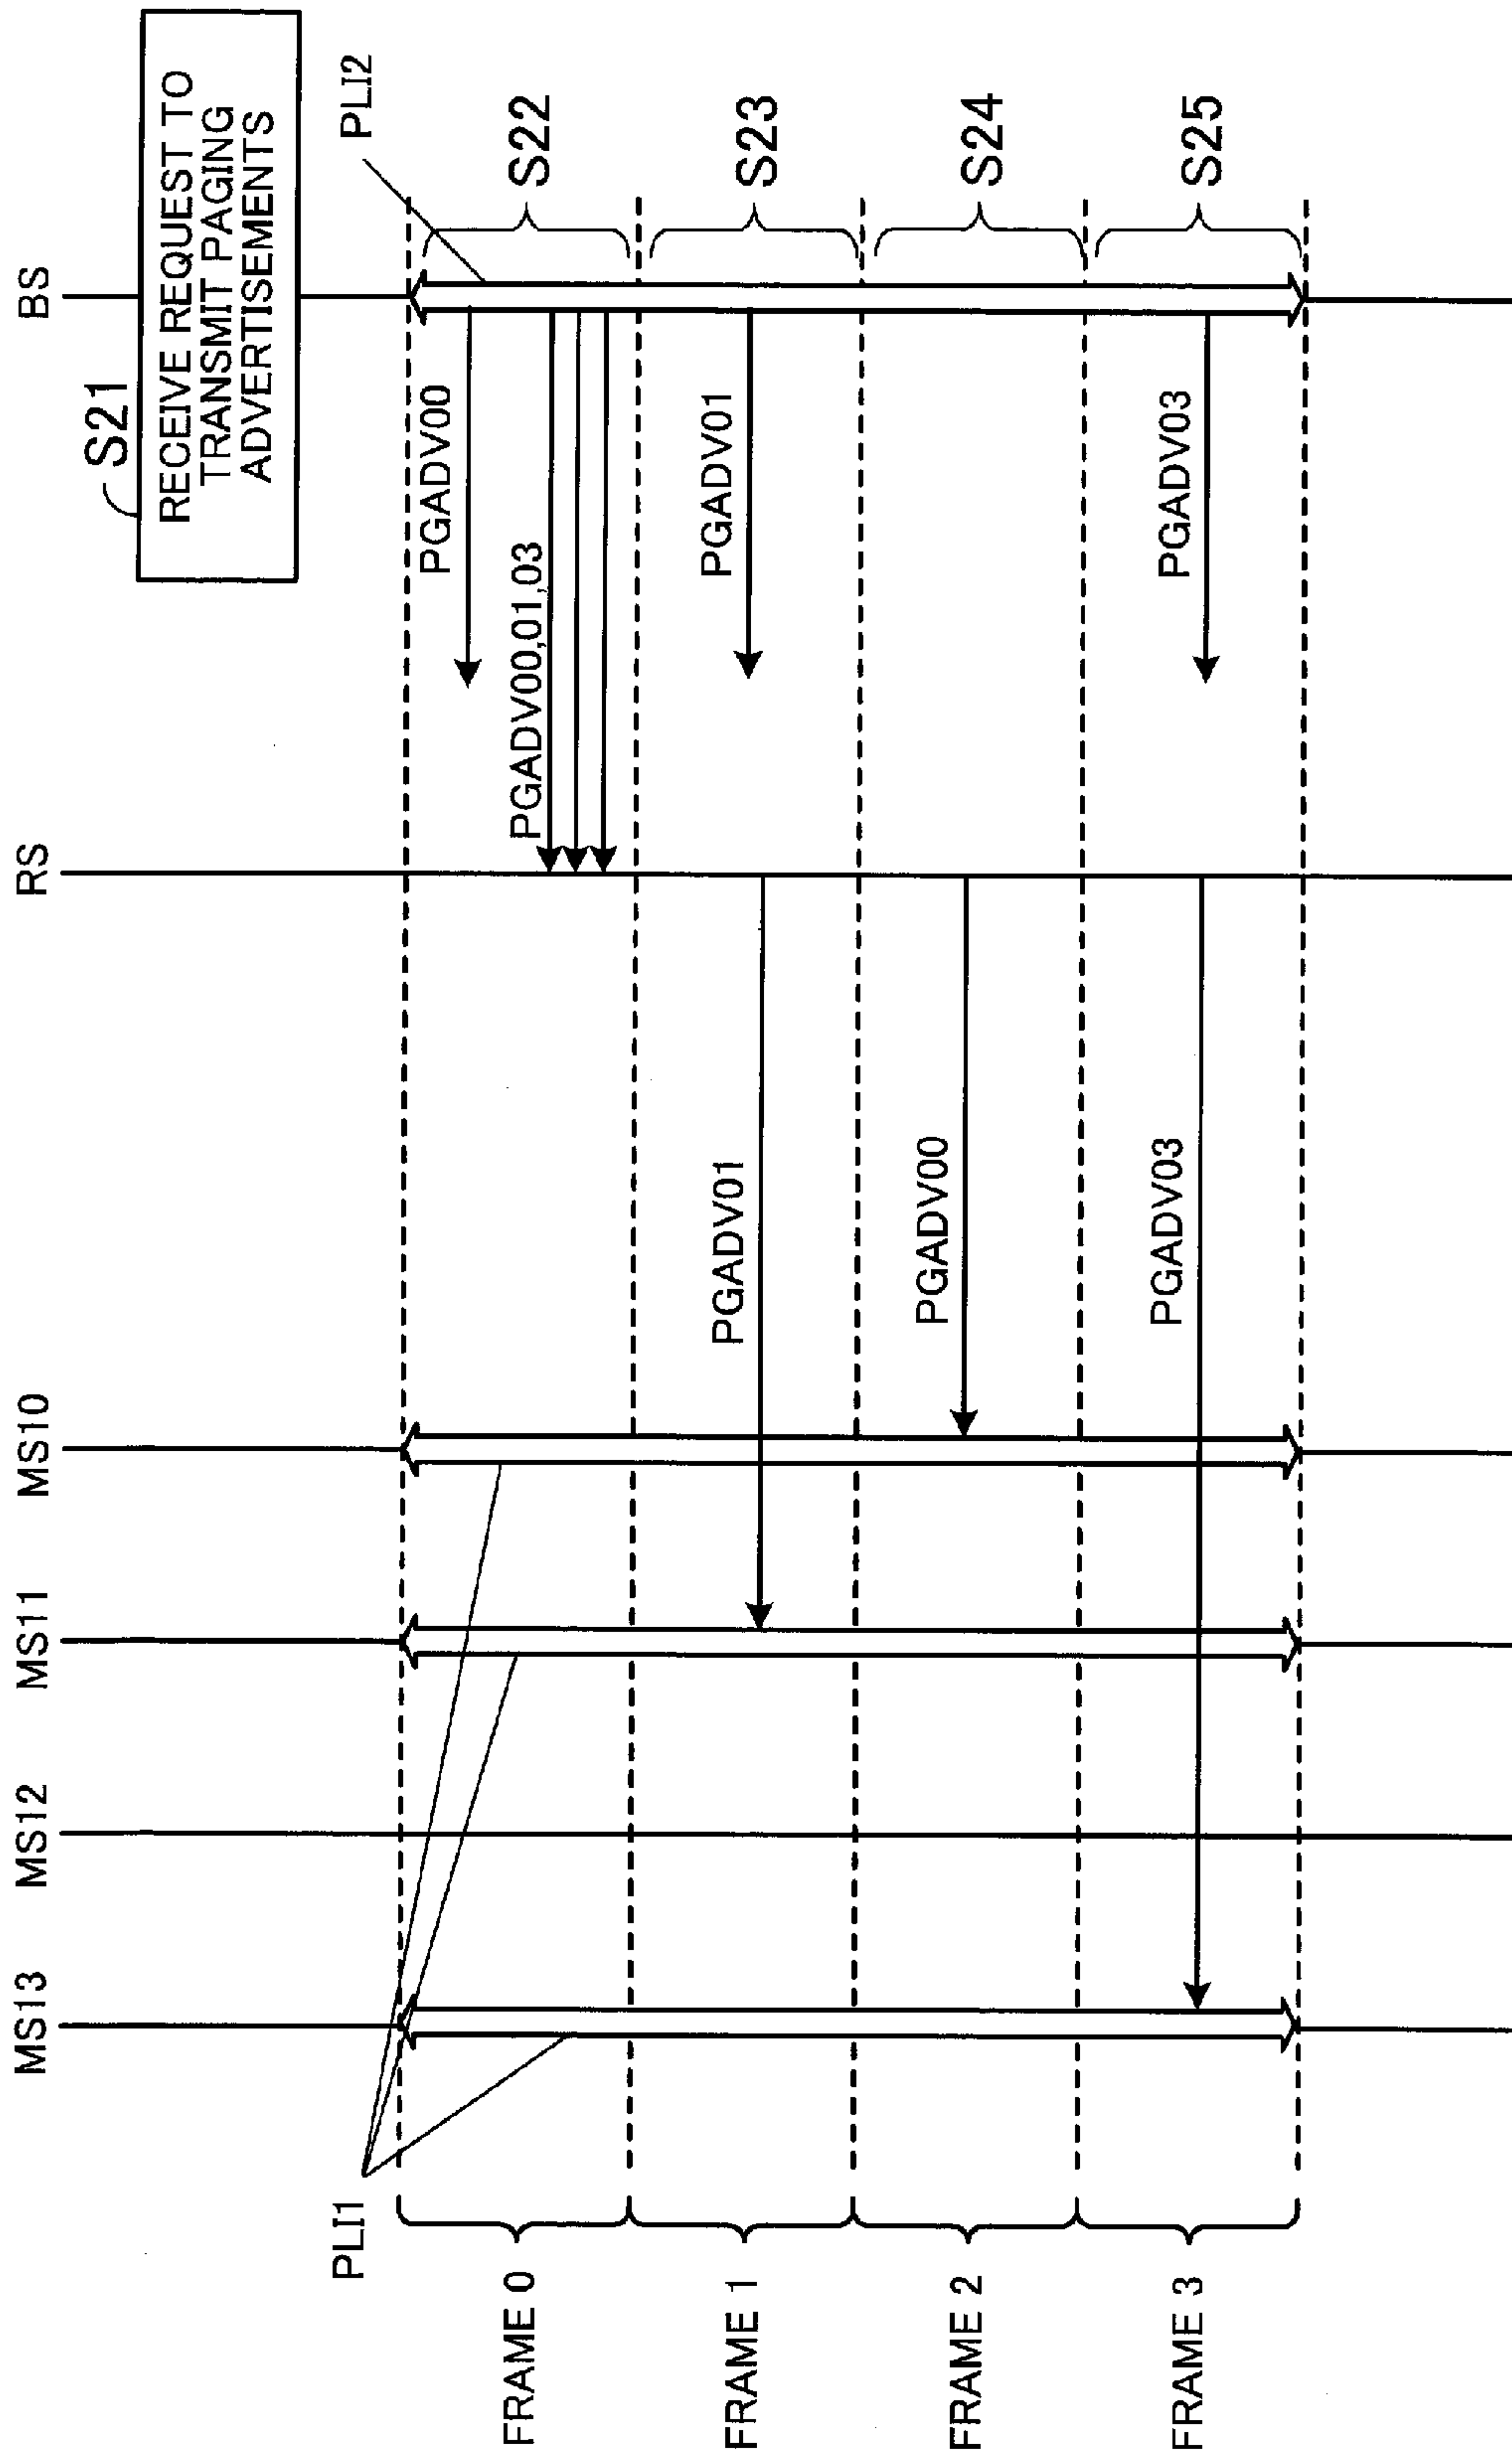 MS13
MS12
MS11
MS10
RS
BS
S21
RECEIVE REQUEST TO
TRANSMIT PAGING
ADVERTISEMENTS
PLI1
PLI2
FRAME 0
PGADV00
PGADV00,01,03
S22
FRAME 1
PGADV01
PGADV01
S23
FRAME 2
PGADV00
S24
FRAME 3
PGADV03
PGADV03
S25